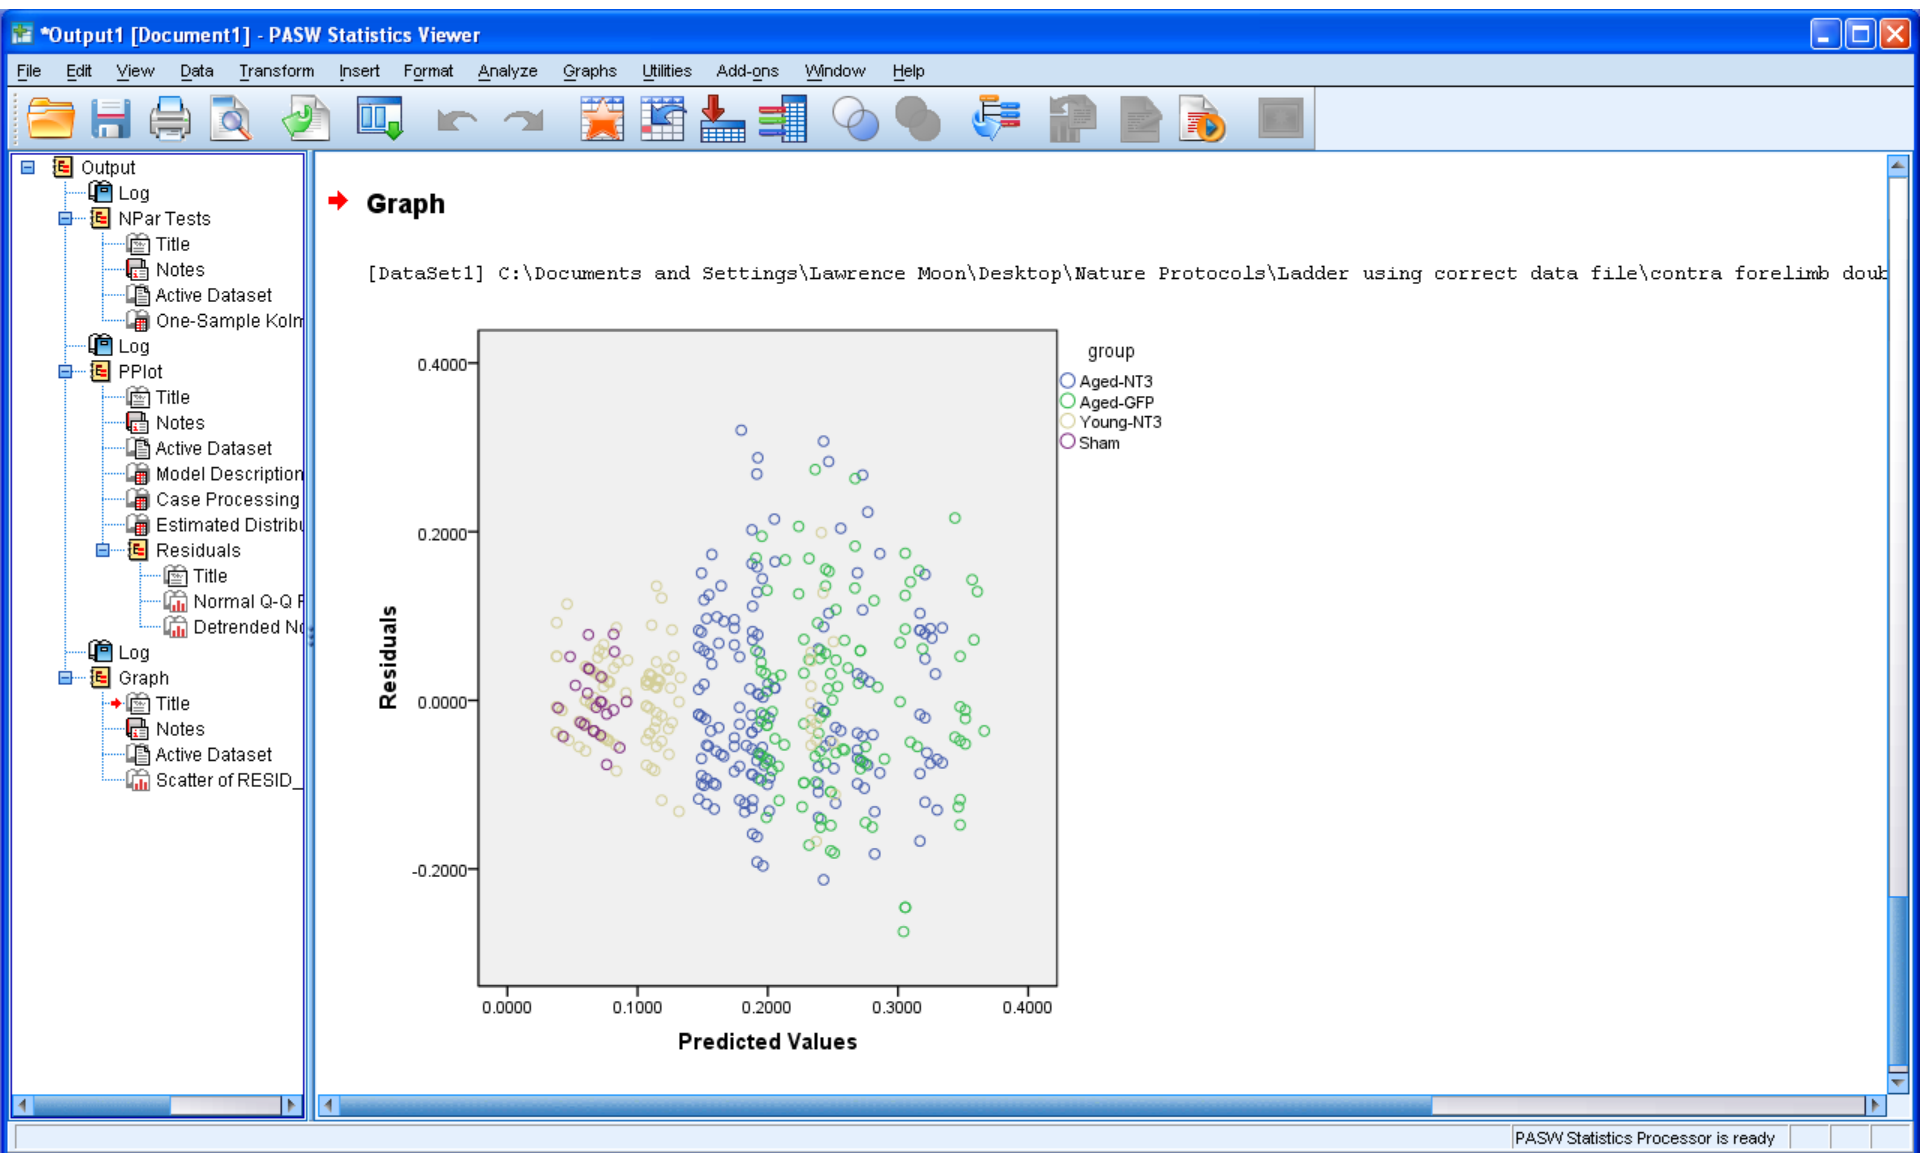 *Output1 [Document1] - PASW Statistics Viewer
File Edit View Data Transform Insert Format Analyze Graphs Utilities Add-ons Window Help
Output
Log
NPar Tests
Title
Notes
Active Dataset
One-Sample Kolm
Log
PPlot
Title
Notes
Active Dataset
Model Description
Case Processing
Estimated Distribu
Residuals
Title
Normal Q-Q P
Detrended No
Log
Graph
Title
Notes
Active Dataset
Scatter of RESID_
Graph
[DataSet1] C:\Documents and Settings\Lawrence Moon\Desktop\Nature Protocols\Ladder using correct data file\contra forelimb doub
group
Aged-NT3
Aged-GFP
Young-NT3
Sham
0.4000
0.2000
0.0000
-0.2000
Residuals
0.0000 0.1000 0.2000 0.3000 0.4000
Predicted Values
PASW Statistics Processor is ready